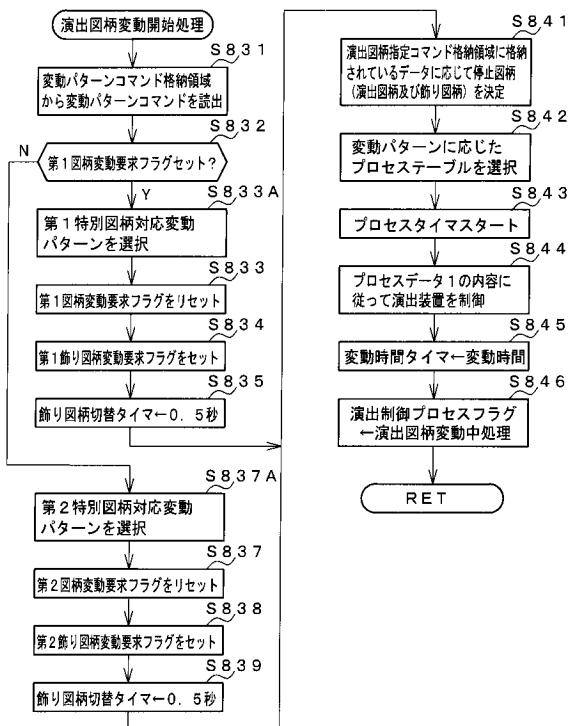 演出図柄変動開始処理
S831
変動パターンコマンド格納領域
から変動パターンコマンドを読出
S832
N
第1図柄変動要求フラグセット?
Y
S833A
第1特別図柄対応変動
パターンを選択
S833
第1図柄変動要求フラグをリセット
S834
第1飾り図柄変動要求フラグをセット
S835
飾り図柄切替タイマ←0.5秒
S837A
第2特別図柄対応変動
パターンを選択
S837
第2図柄変動要求フラグをリセット
S838
第2飾り図柄変動要求フラグをセット
S839
飾り図柄切替タイマ←0.5秒
S841
演出図柄指定コマンド格納領域に格納
されているデータに応じて停止図柄
(演出図柄及び飾り図柄)を決定
S842
変動パターンに応じた
プロセステーブルを選択
S843
プロセスタイマスタート
S844
プロセスデータ1の内容に
従って演出装置を制御
S845
変動時間タイマ←変動時間
S846
演出制御プロセスフラグ
←演出図柄変動中処理
RET